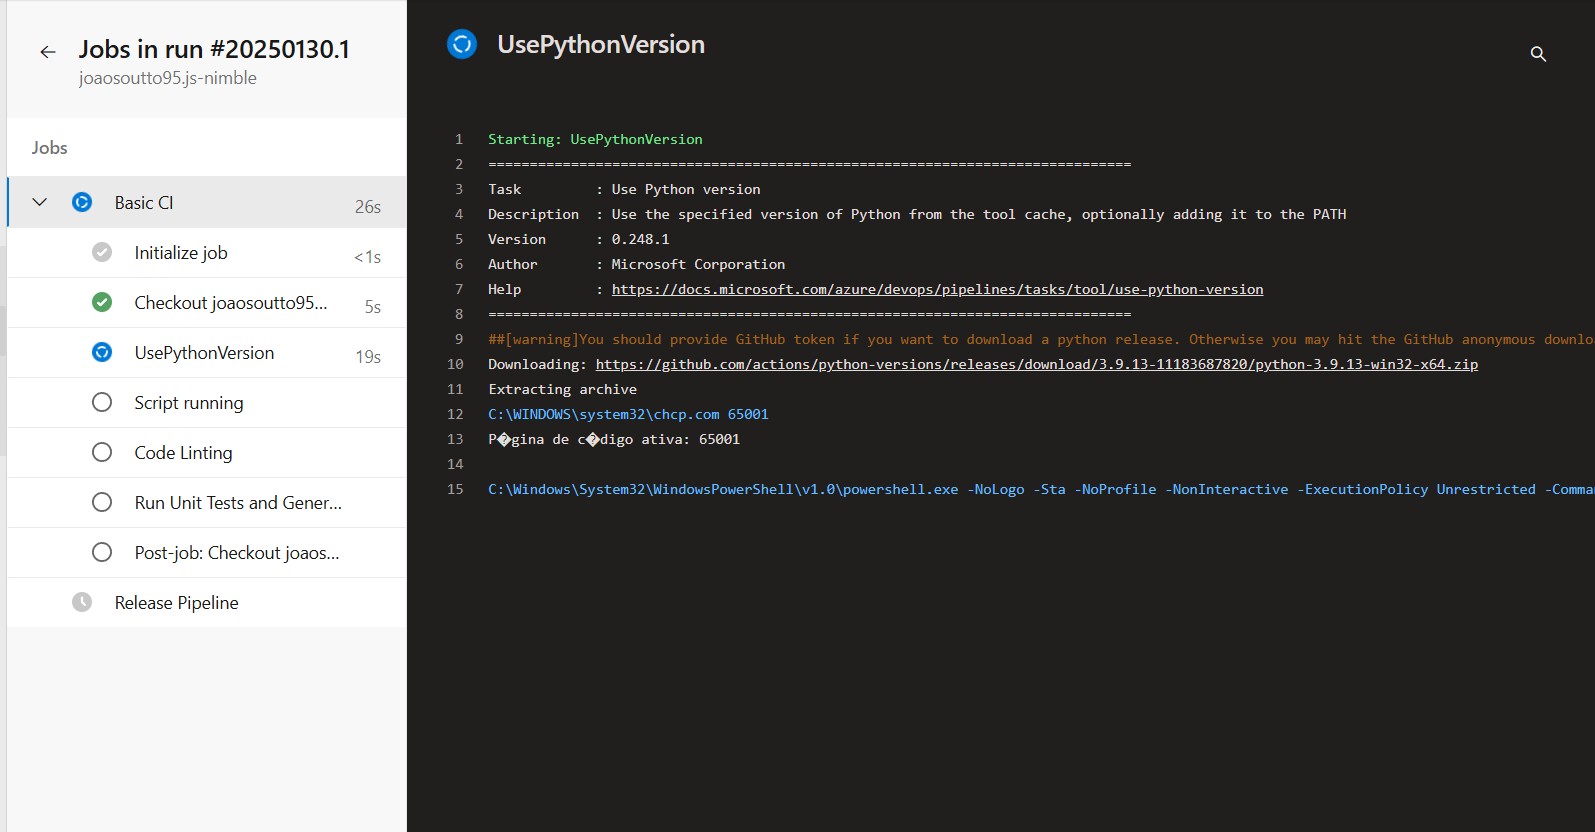 Jobs in run #20250130.1
joaosoutto95.js-nimble
Jobs
Basic CI 26s
Initialize job <1s
Checkout joaosoutto95... 5s
UsePythonVersion 19s
Script running
Code Linting
Run Unit Tests and Gener...
Post-job: Checkout joaos...
Release Pipeline
UsePythonVersion
1 Starting: UsePythonVersion
2 ==============================================================================
3 Task : Use Python version
4 Description : Use the specified version of Python from the tool cache, optionally adding it to the PATH
5 Version : 0.248.1
6 Author : Microsoft Corporation
7 Help : https://docs.microsoft.com/azure/devops/pipelines/tasks/tool/use-python-version
8 ==============================================================================
9 ##[warning]You should provide GitHub token if you want to download a python release. Otherwise you may hit the GitHub anonymous downlo
10 Downloading: https://github.com/actions/python-versions/releases/download/3.9.13-11183687820/python-3.9.13-win32-x64.zip
11 Extracting archive
12 C:\WINDOWS\system32\chcp.com 65001
13 P�gina de c�digo ativa: 65001
14
15 C:\Windows\System32\WindowsPowerShell\v1.0\powershell.exe -NoLogo -Sta -NoProfile -NonInteractive -ExecutionPolicy Unrestricted -Comma